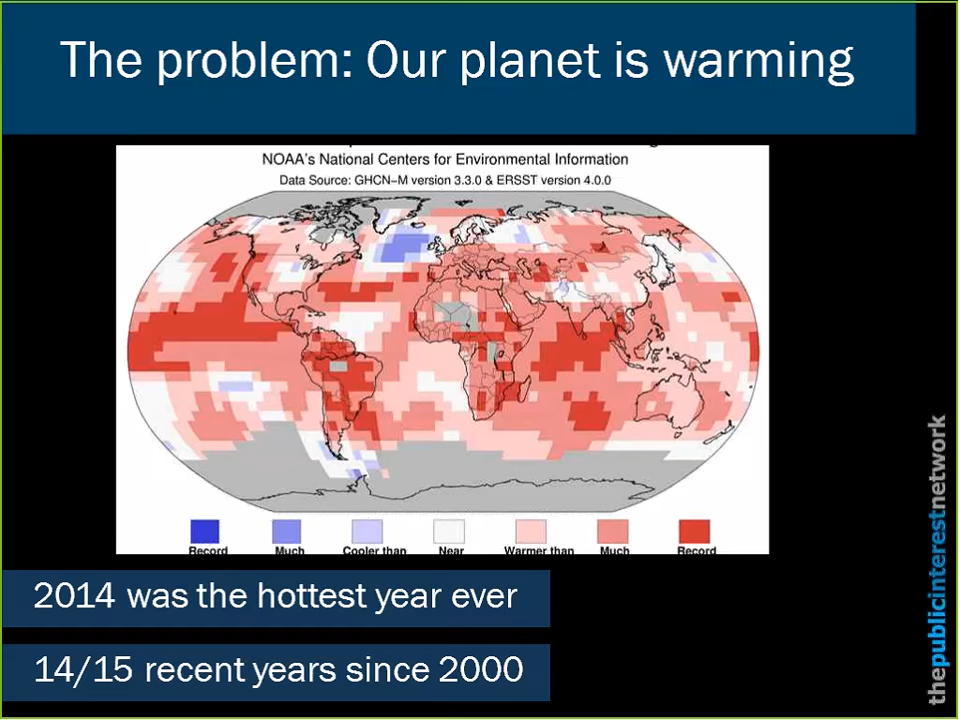 The problem: Our planet is warming
NOAA's National Centers for Environmental Information
Data Source: GHCN-M version 3.3.0 & ERSST version 4.0.0
Record Much Cooler than Near Warmer than Much Record
2014 was the hottest year ever
14/15 recent years since 2000
thepublicinterestnetwork